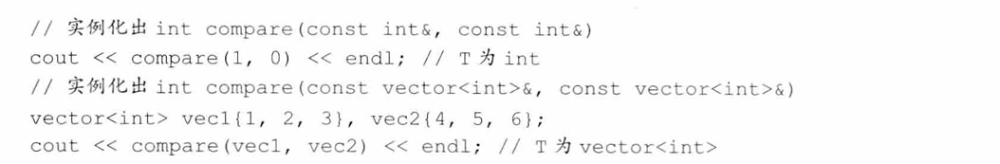 // 实例化出 int compare(const int&, const int&)
cout << compare(1, 0) << endl; // T 为 int
// 实例化出 int compare(const vector<int>&, const vector<int>&)
vector<int> vec1{1, 2, 3}, vec2{4, 5, 6};
cout << compare(vec1, vec2) << endl; // T 为 vector<int>